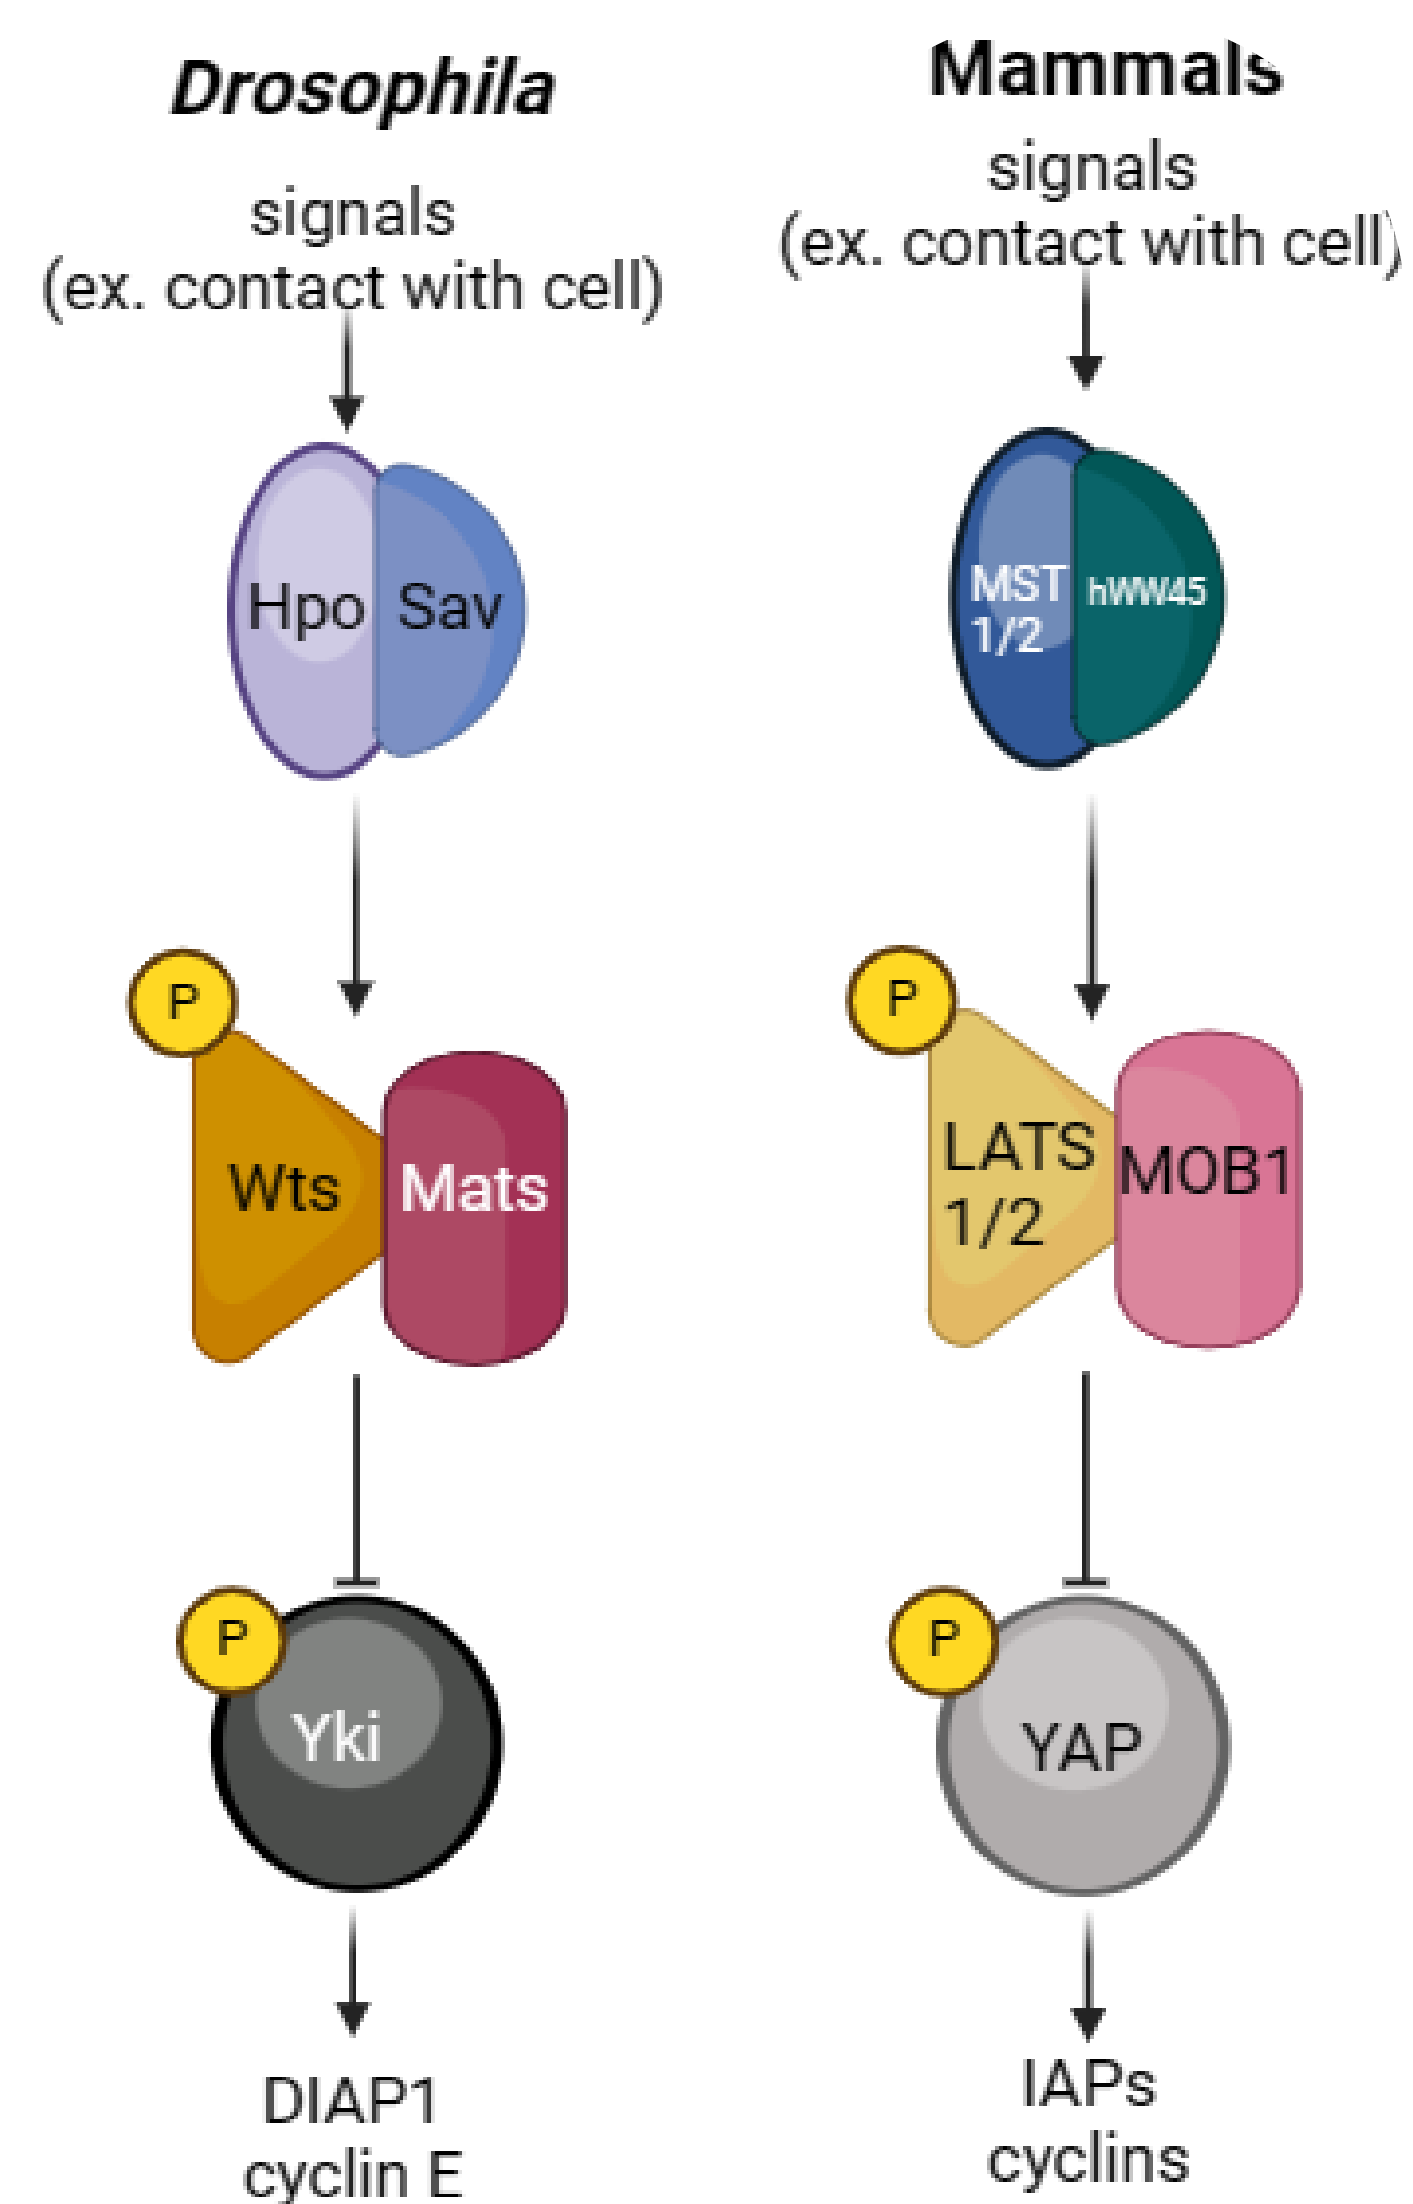 Drosophila
signals
(ex. contact with cell)
Hpo
Sav
P
Wts
Mats
P
Yki
DIAP1
cyclin E
Mammals
signals
(ex. contact with cell)
MST
1/2
hWW45
P
LATS
1/2
MOB1
P
YAP
IAPs
cyclins